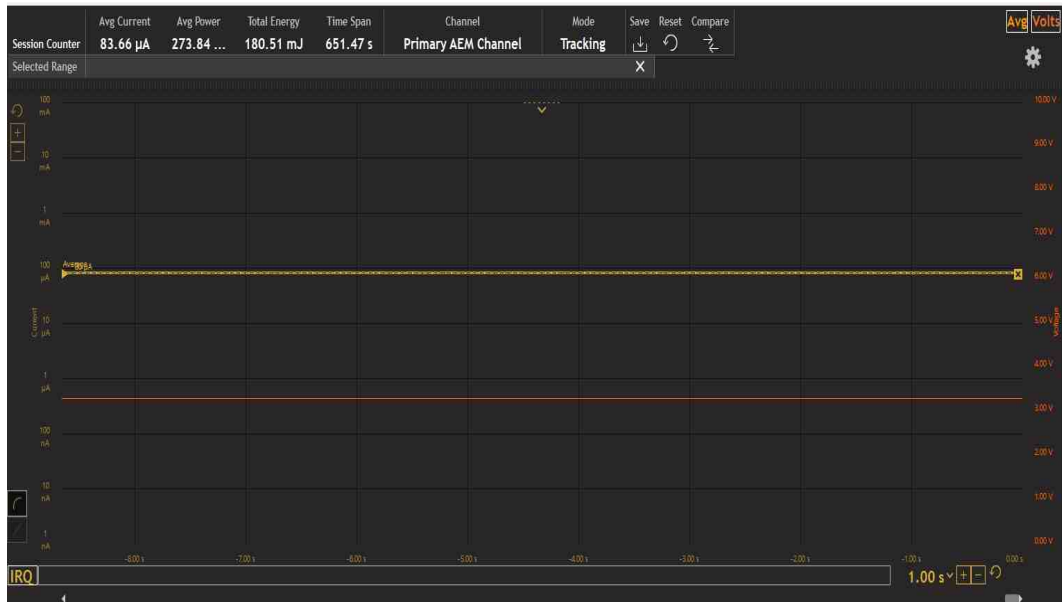 Avg Current Avg Power Total Energy Time Span Channel Mode Save Reset Compare Avg Volts
Session Counter 83.66 µA 273.84 ... 180.51 mJ 651.47 s Primary AEM Channel Tracking
Selected Range X
100 mA 10.00 V
9.00 V
10 mA
8.00 V
1 mA
7.00 V
100 µA Average
6.00 V
Current 10 µA 5.00 V Voltage
4.00 V
1 µA
3.00 V
100 nA
2.00 V
10 nA 1.00 V
1 nA 0.00 V
-8.00 s -7.00 s -6.00 s -5.00 s -4.00 s -3.00 s -2.00 s -1.00 s 0.00 s
IRQ 1.00 s